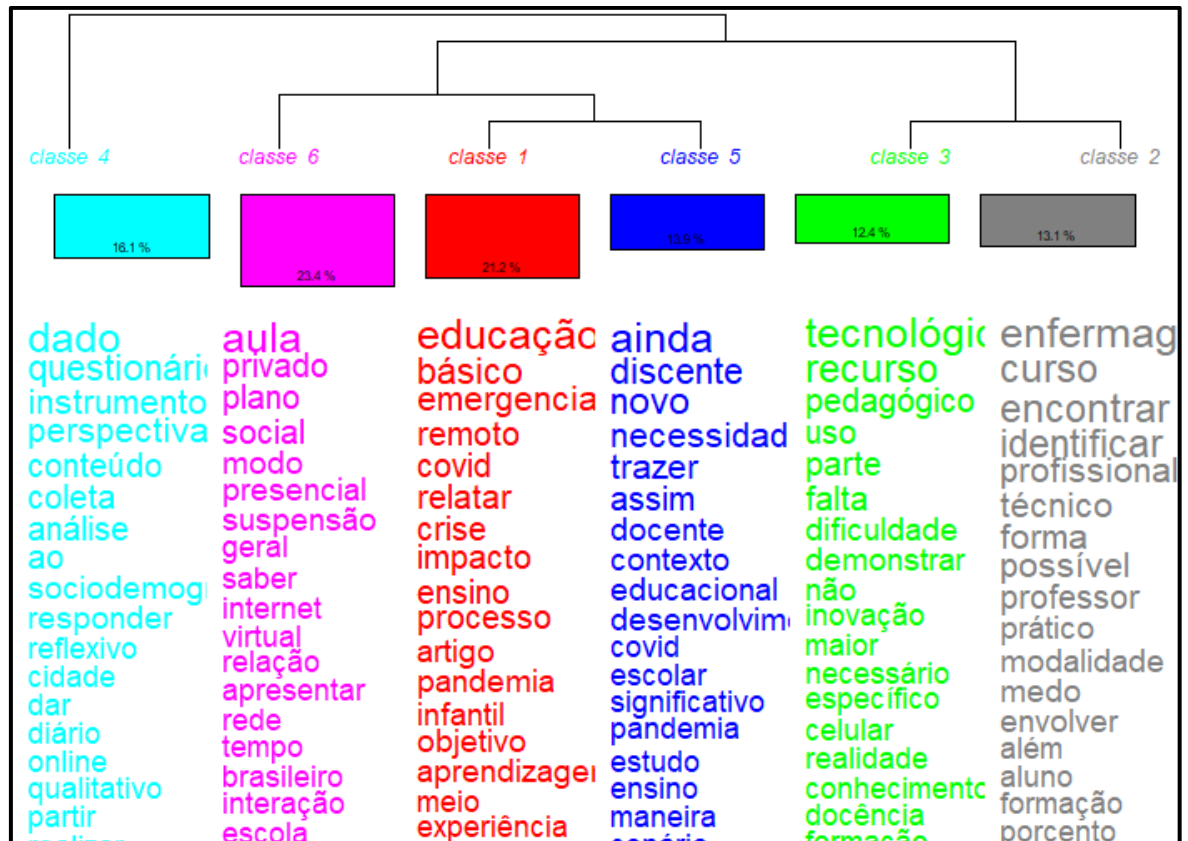 classe 4
classe 6
classe 1
classe 5
classe 3
classe 2
16.1 %
23.4 %
21.2 %
13.9 %
12.4 %
13.1 %
dado
questionári
instrumento
perspectiva
conteúdo
coleta
análise
ao
sociodemog
responder
reflexivo
cidade
dar
diário
online
qualitativo
partir
aula
privado
plano
social
modo
presencial
suspensão
geral
saber
internet
virtual
relação
apresentar
rede
tempo
brasileiro
interação
escola
educação
básico
emergencia
remoto
covid
relatar
crise
impacto
ensino
processo
artigo
pandemia
infantil
objetivo
aprendizage
meio
experiência
ainda
discente
novo
necessidad
trazer
assim
docente
contexto
educacional
desenvolvim
covid
escolar
significativo
pandemia
estudo
ensino
maneira
tecnológic
recurso
pedagógico
uso
parte
falta
dificuldade
demonstrar
não
inovação
maior
necessário
específico
celular
realidade
conhecimento
docência
formação
enfermag
curso
encontrar
identificar
profissional
técnico
forma
possível
professor
prático
modalidade
medo
envolver
além
aluno
formação
porcento